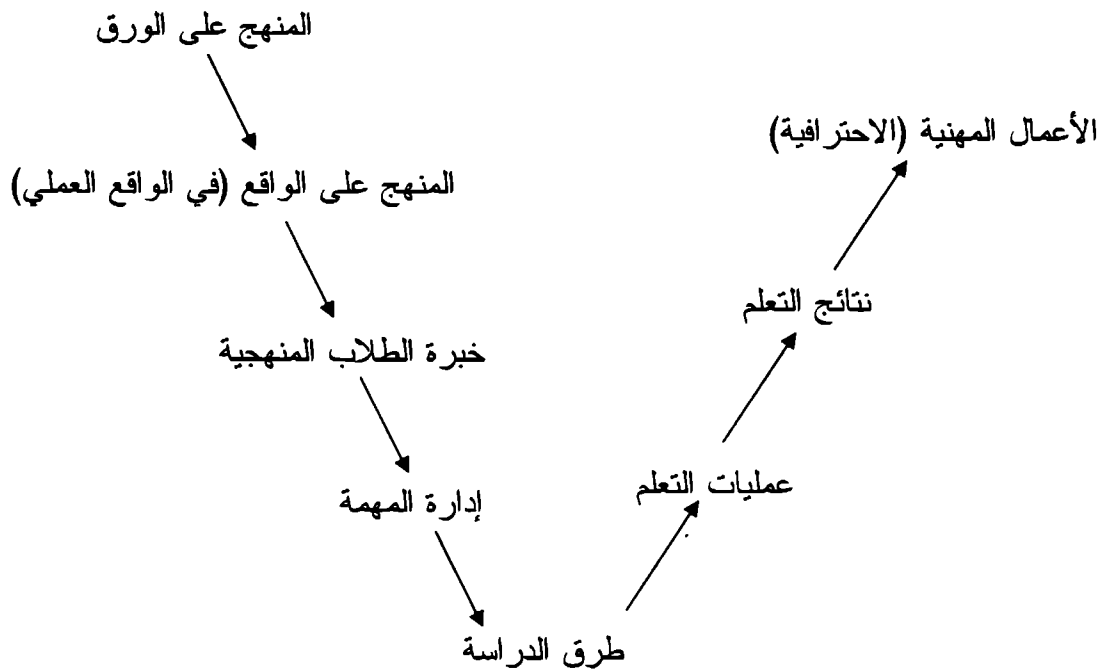 المنهج على الورق
الأعمال المهنية (الاحترافية)
المنهج على الواقع (في الواقع العملي)
نتائج التعلم
خبرة الطلاب المنهجية
عمليات التعلم
إدارة المهمة
طرق الدراسة